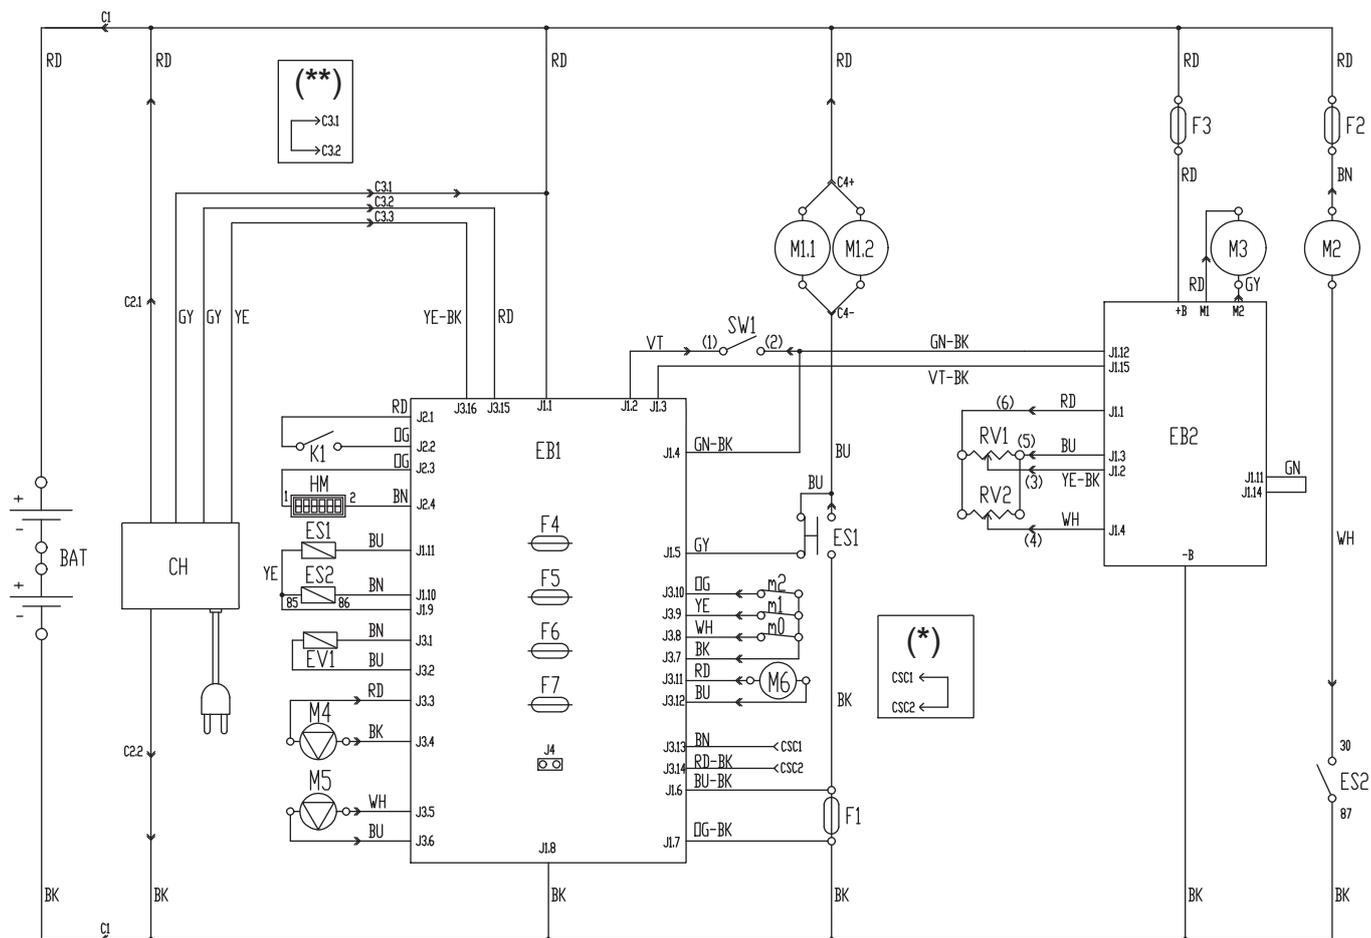 C1
RD RD RD RD RD RD
(**)
C3.1
C3.2
F3 F2
RD BN
C3.1
C3.2
C3.3
C4+
M1.1 M1.2 M3 M2
C2.1 GY GY YE YE-BK RD
RD GY
C4-
+B M1 M2
SW1
VT (1) (2) GN-BK J1.12
VT-BK J1.15
J3.16 J3.15 J1.1 J1.2 J1.3
RD J2.1
OG J2.2
K1
OG J2.3
HM
1 2 BN J2.4
EB1
GN-BK
J1.4
BU
(6) RD J1.1
RV1 (5) BU J1.3
(3) YE-BK J1.2
RV2
WH J1.4
(4)
EB2
GN
J1.11
J1.14
-B
WH
+
-
BAT
+
-
CH
ES1
BU J1.11
YE
ES2
BN J1.10
85 86 J1.9
BN J3.1
EV1
BU J3.2
RD J3.3
M4
BK J3.4
M5
WH J3.5
BU J3.6
F4
F5
F6
F7
J4
BU
ES1
GY J1.5
OG J3.10 m2
YE J3.9 m1
WH J3.8 m0
BK J3.7
RD J3.11 M6
BU J3.12
BK
BN J3.13 CSC1
RD-BK J3.14 CSC2
BU-BK J1.6
F1
OG-BK J1.7
(*)
CSC1
CSC2
30
ES2
87
C2.2
J1.8
BK BK BK BK BK BK
C1